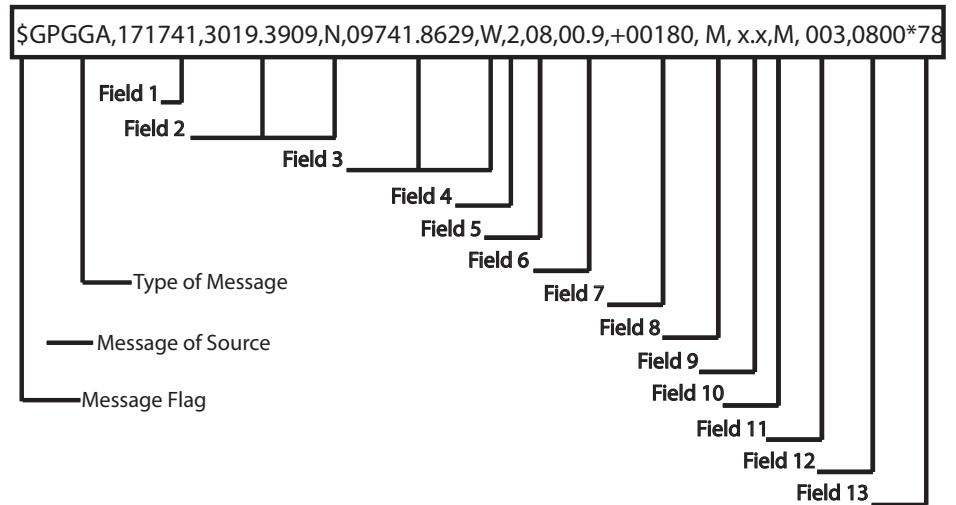 $GPGGA,171741,3019.3909,N,09741.8629,W,2,08,00.9,+00180, M, x.x,M, 003,0800*78
Field 1
Field 2
Field 3
Field 4
Field 5
Field 6
Type of Message
Field 7
Field 8
Message of Source
Field 9
Field 10
Message Flag
Field 11
Field 12
Field 13